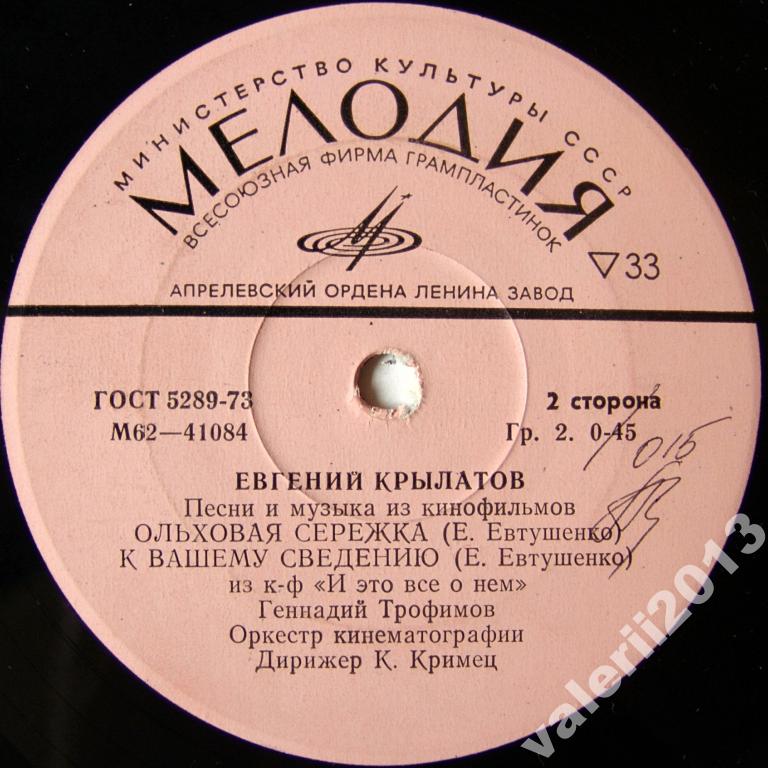 МИНИСТЕРСТВО КУЛЬТУРЫ СССР
МЕЛОДИЯ
ВСЕСОЮЗНАЯ ФИРМА ГРАМПЛАСТИНОК
33
АПРЕЛЕВСКИЙ ОРДЕНА ЛЕНИНА ЗАВОД
ГОСТ 5289-73
2 сторона
М62—41084
Гр. 2. 0-45
ЕВГЕНИЙ КРЫЛАТОВ
Песни и музыка из кинофильмов
ОЛЬХОВАЯ СЕРЕЖКА (Е. Евтушенко)
К ВАШЕМУ СВЕДЕНИЮ (Е. Евтушенко)
из к-ф «И это все о нем»
Геннадий Трофимов
Оркестр кинематографии
Дирижер К. Кримец
valerii2013